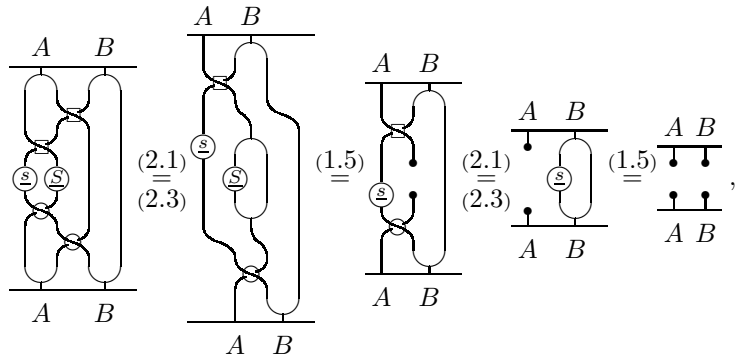 A B
A B
s S
A B
(2.1)
=
(2.3)
A B
s
S
A B
(1.5)
=
A B
s
A B
(2.1)
=
(2.3)
A B
s
A B
(1.5)
=
A B
A B
,